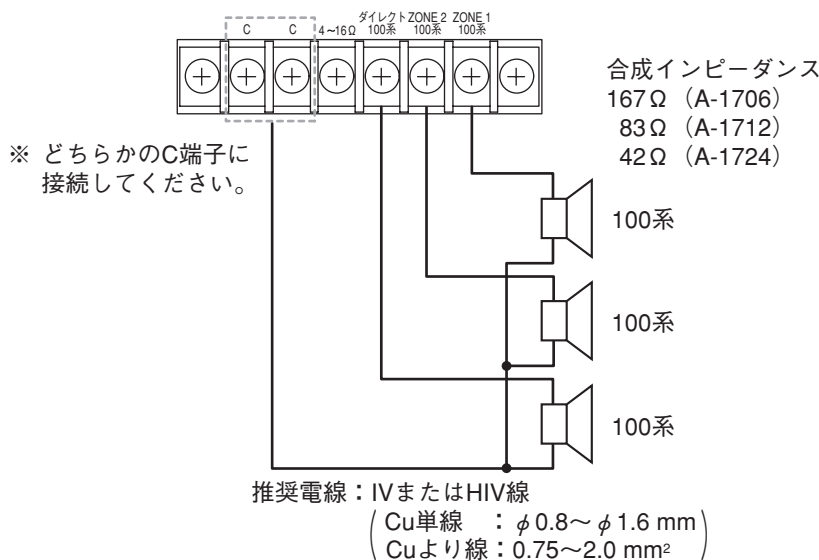 ダイレクト ZONE 2 ZONE 1
C C 4~16Ω 100系 100系 100系
合成インピーダンス
167Ω （A-1706）
83Ω （A-1712）
42Ω （A-1724）
※ どちらかのC端子に
接続してください。
100系
100系
100系
推奨電線：IVまたはHIV線
Cu単線 ：φ0.8～φ1.6 mm
Cuより線：0.75～2.0 mm²